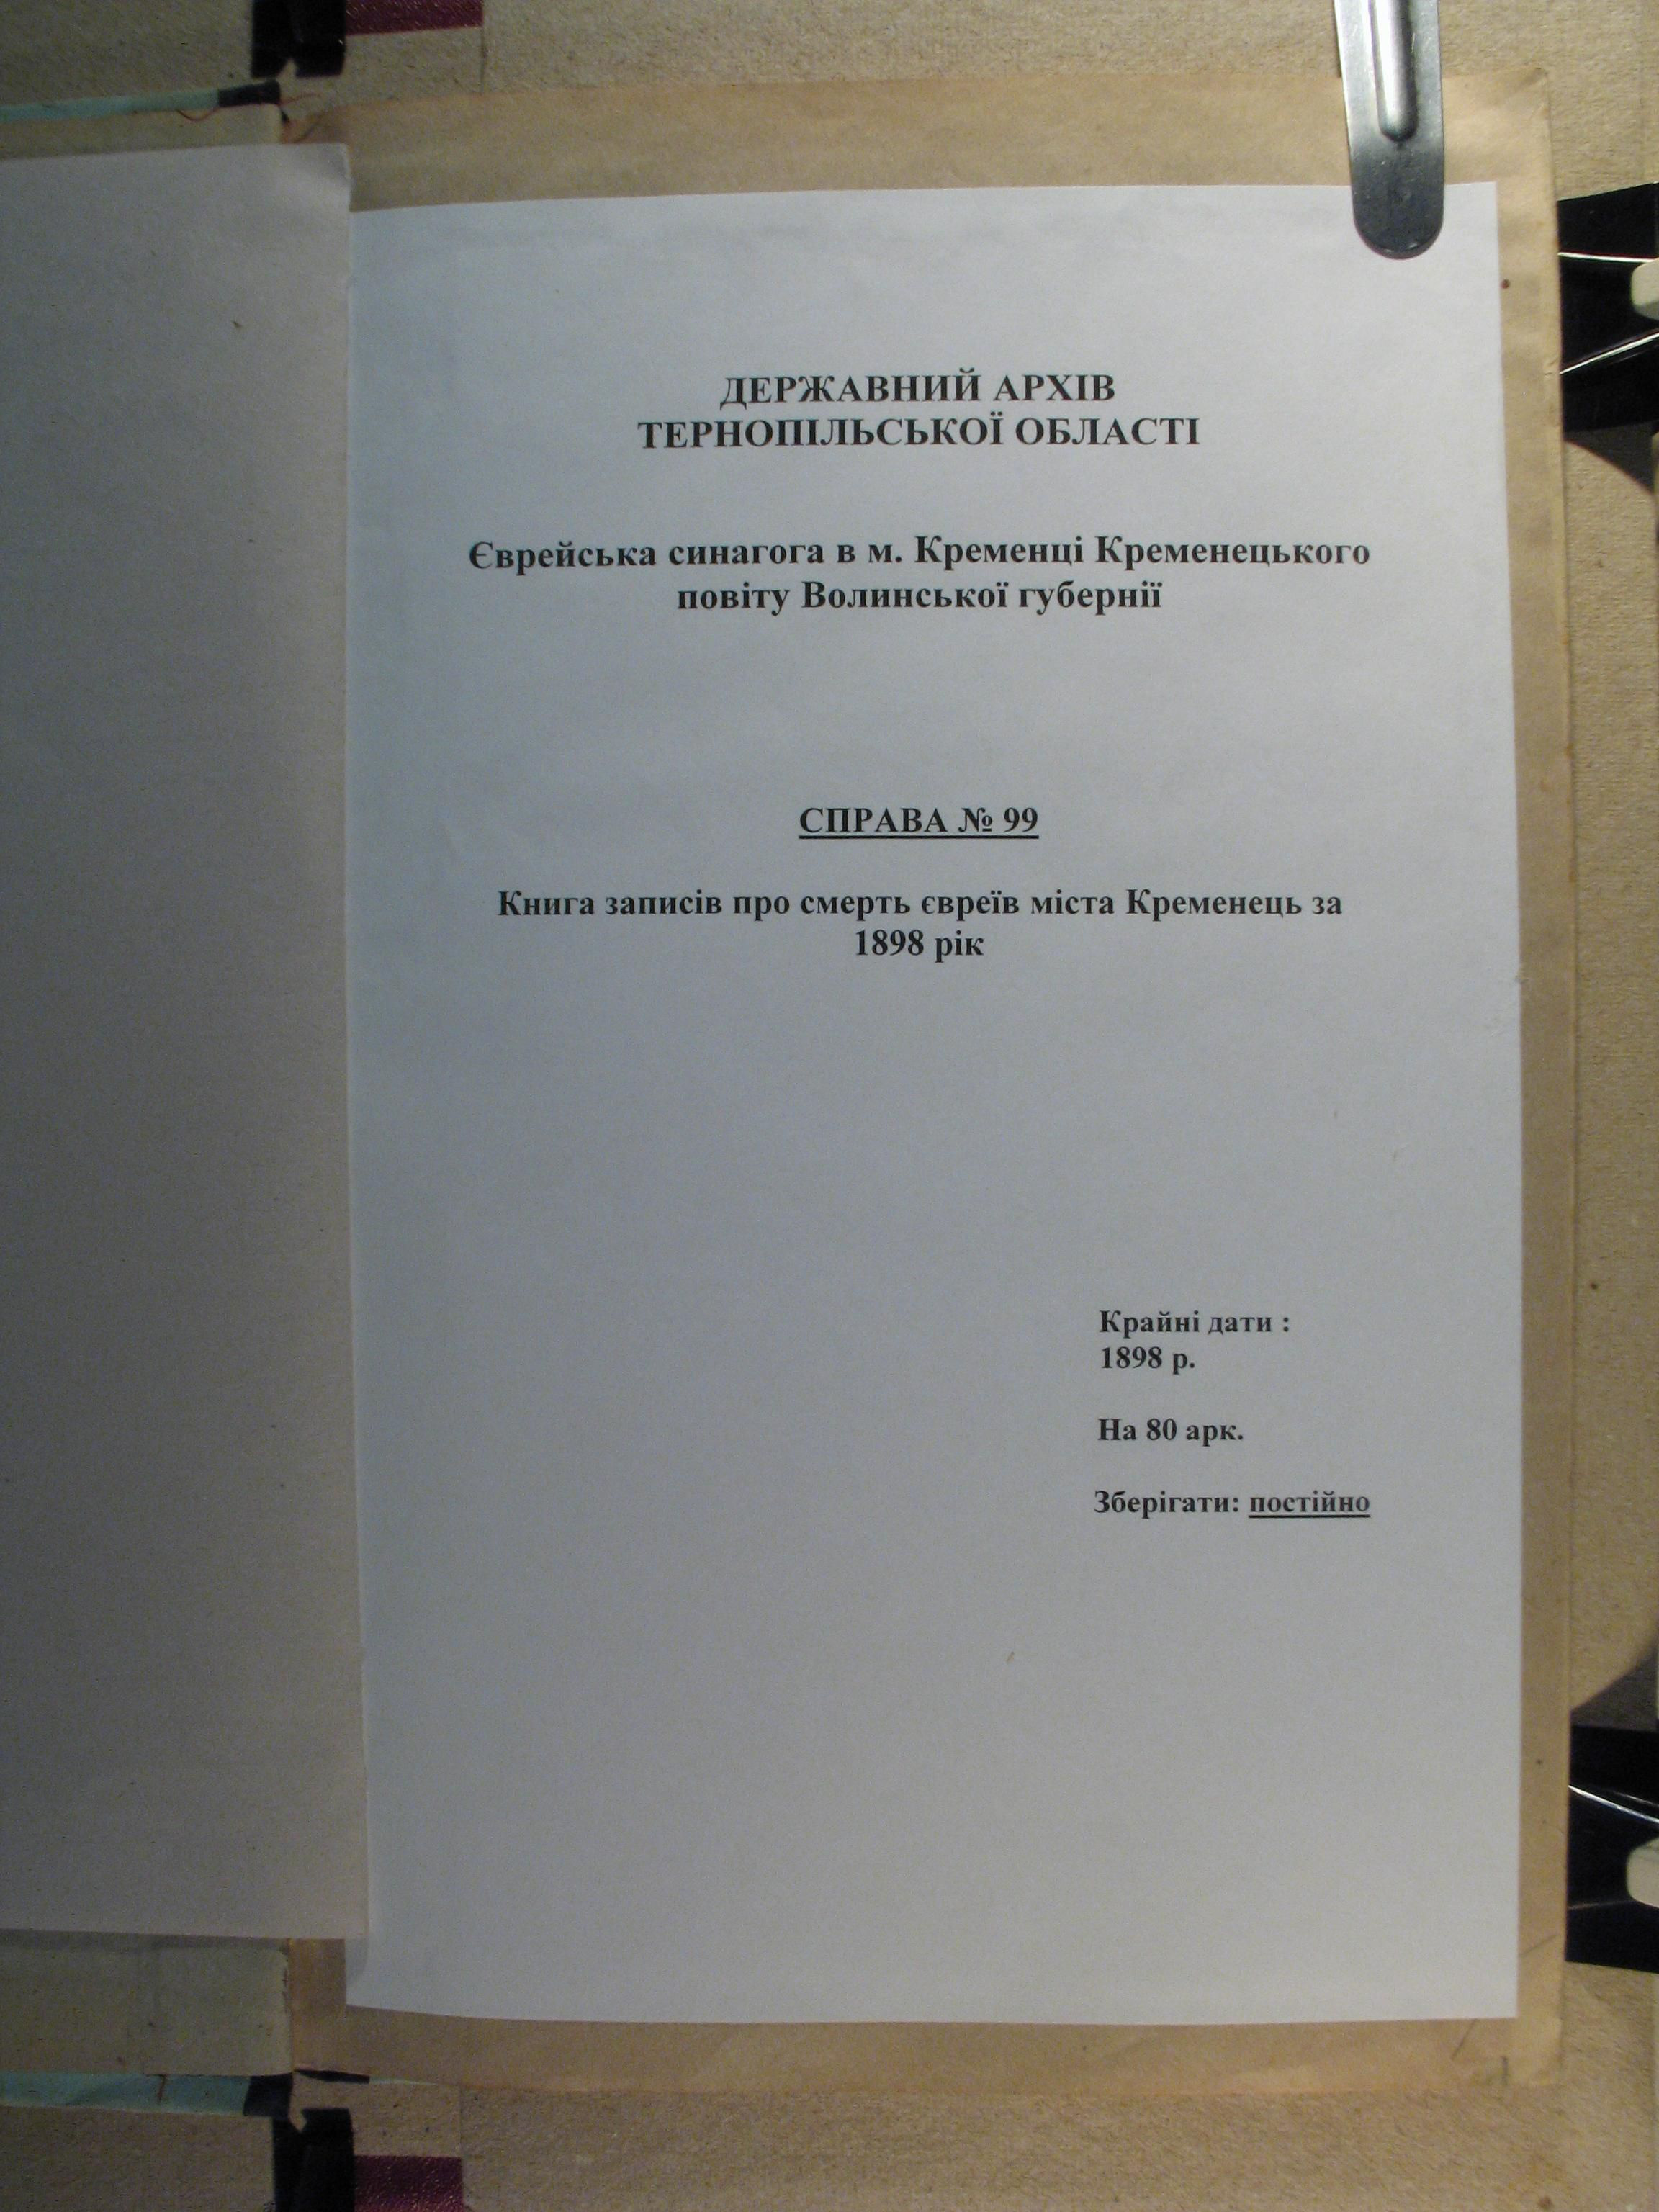 ДЕРЖАВНИЙ АРХІВ
ТЕРНОПІЛЬСЬКОЇ ОБЛАСТІ
Єврейська синагога в м. Кременці Кременецького
повіту Волинської губернії
СПРАВА № 99
Книга записів про смерть євреїв міста Кременець за
1898 рік
Крайні дати :
1898 р.
На 80 арк.
Зберігати: постійно